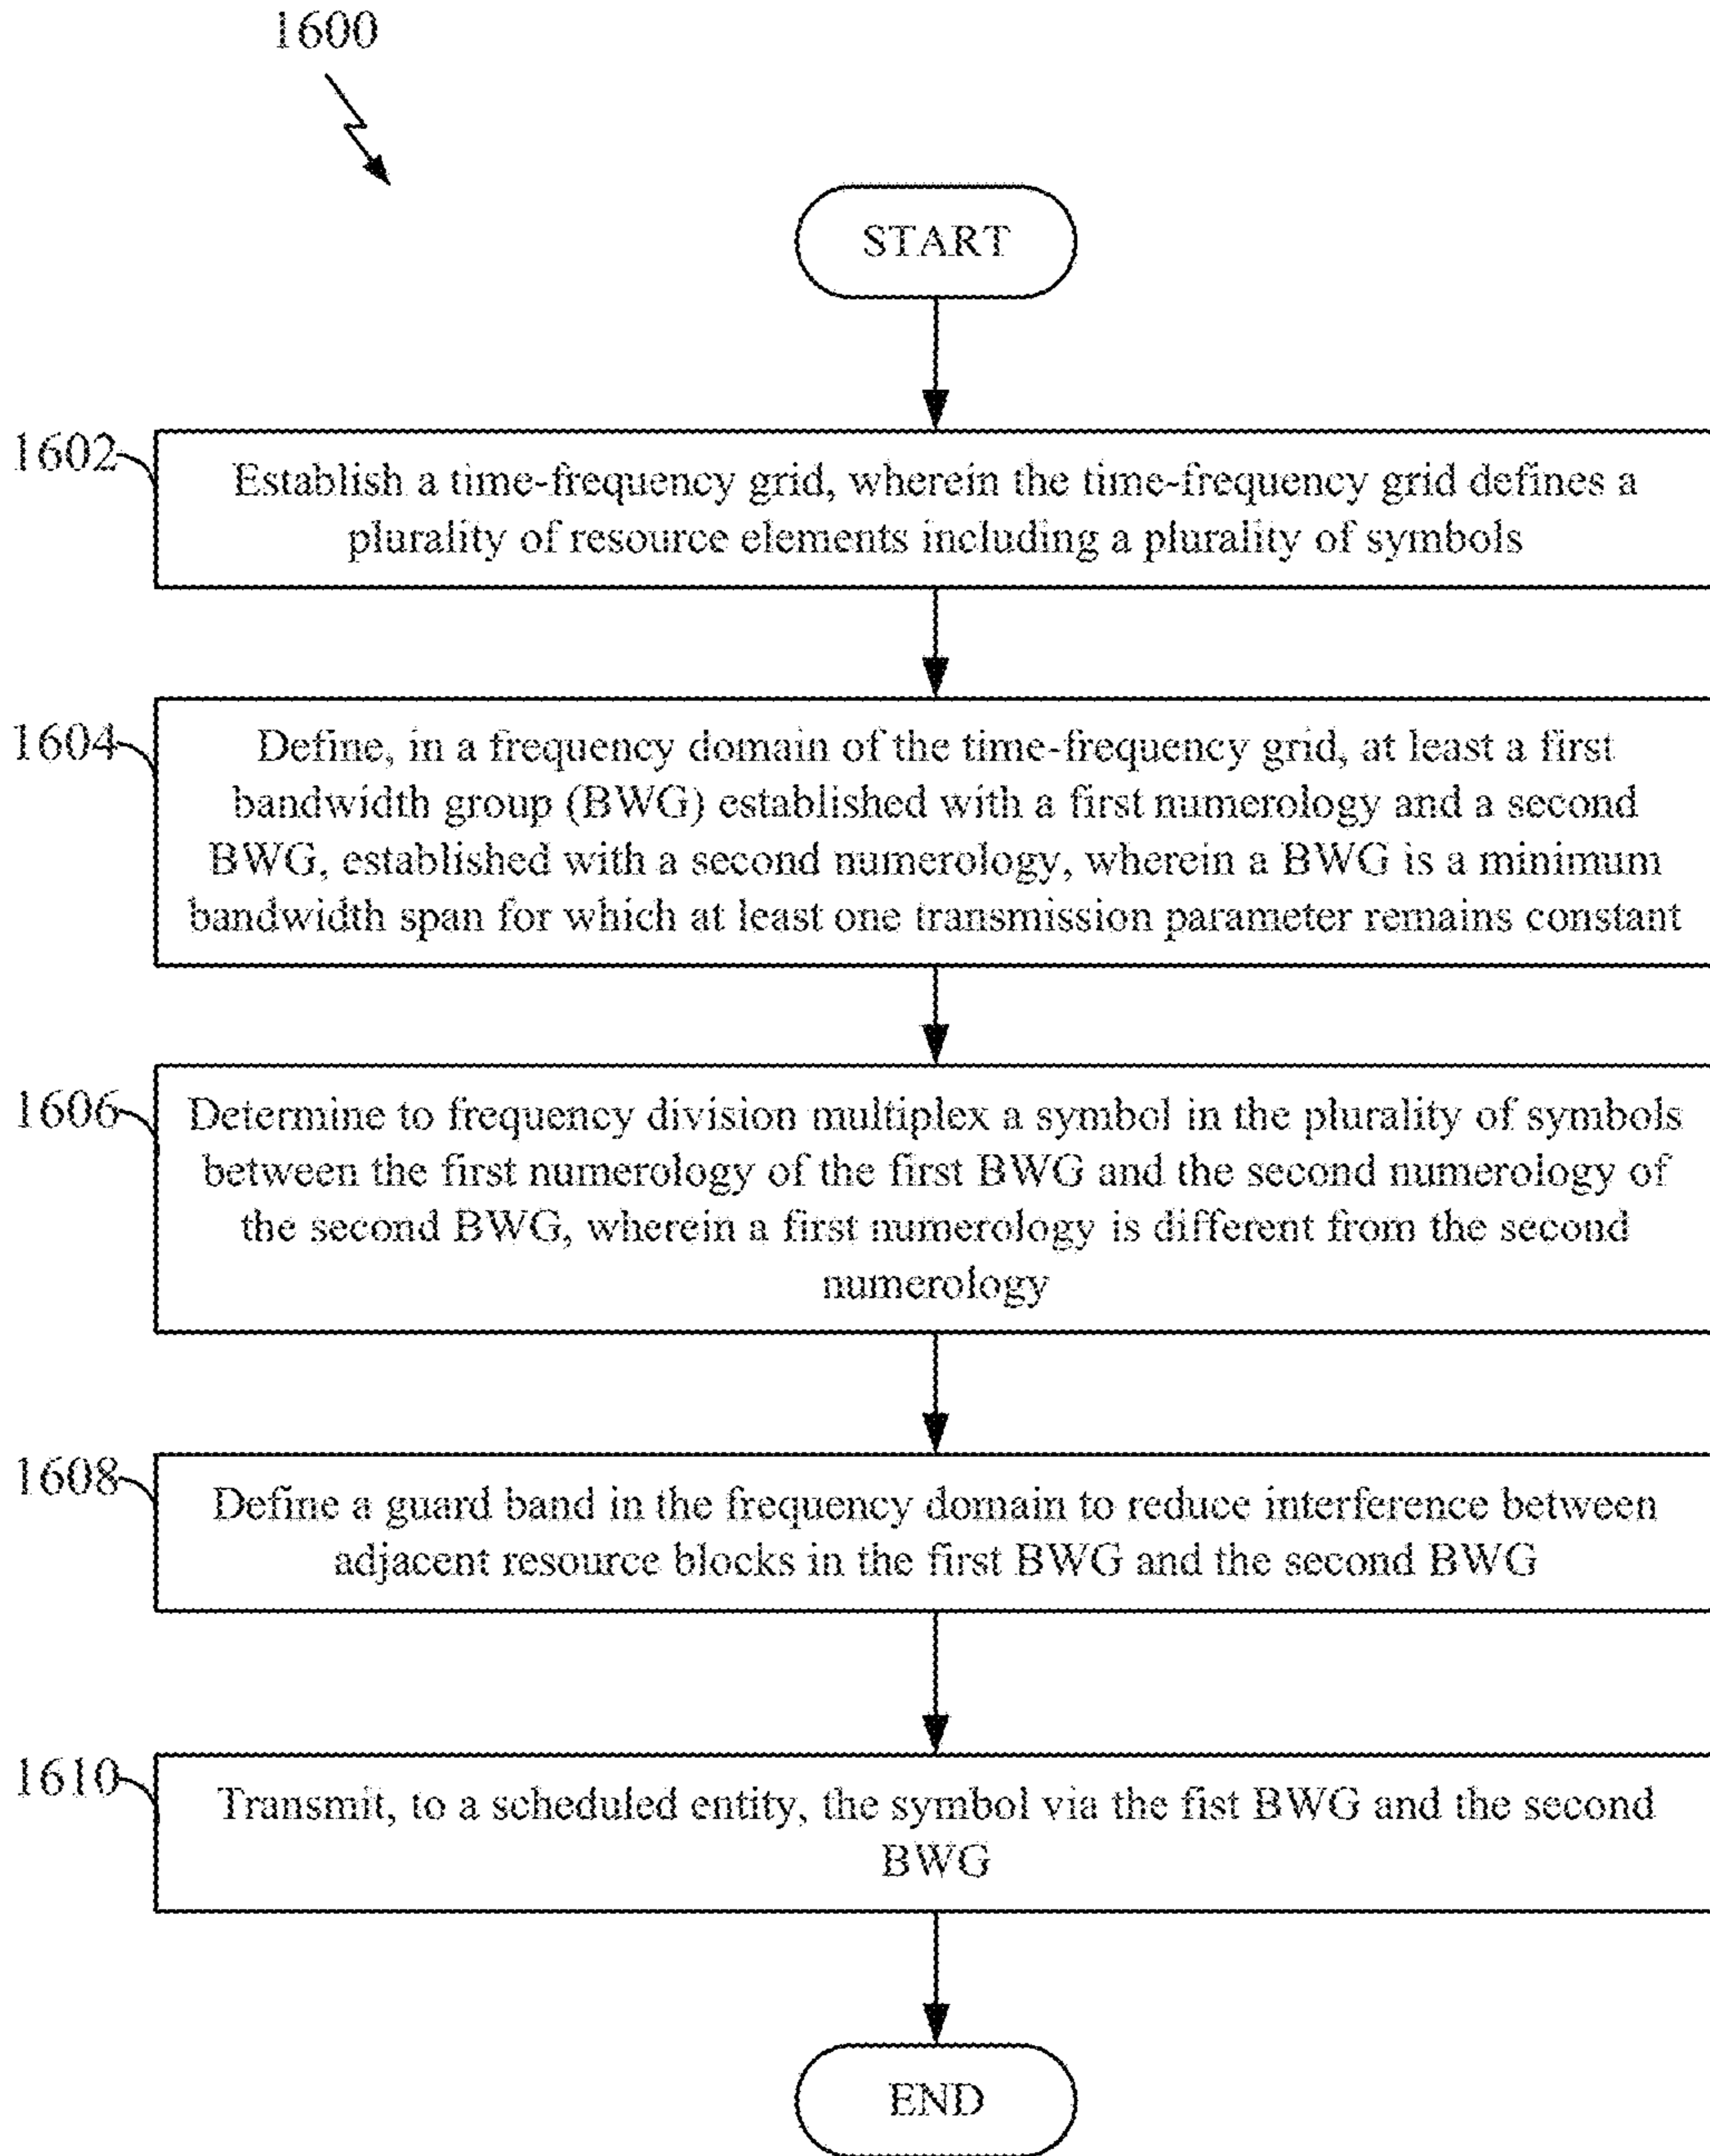 1600
START
1602
Establish a time-frequency grid, wherein the time-frequency grid defines a
plurality of resource elements including a plurality of symbols
1604
Define, in a frequency domain of the time-frequency grid, at least a first
bandwidth group (BWG) established with a first numerology and a second
BWG, established with a second numerology, wherein a BWG is a minimum
bandwidth span for which at least one transmission parameter remains constant
1606
Determine to frequency division multiplex a symbol in the plurality of symbols
between the first numerology of the first BWG and the second numerology of
the second BWG, wherein a first numerology is different from the second
numerology
1608
Define a guard band in the frequency domain to reduce interference between
adjacent resource blocks in the first BWG and the second BWG
1610
Transmit, to a scheduled entity, the symbol via the fist BWG and the second
BWG
END